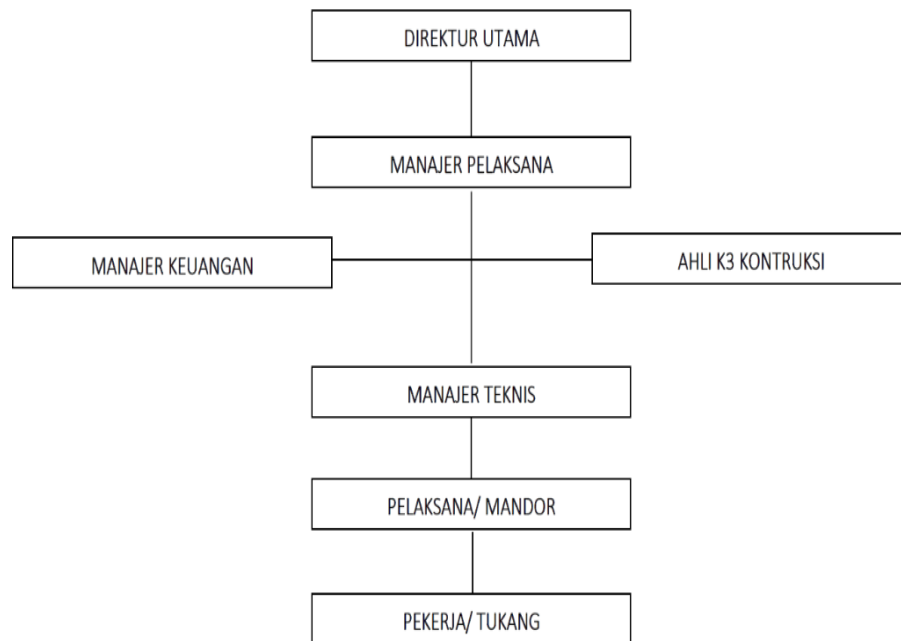 DIREKTUR UTAMA
MANAJER PELAKSANA
MANAJER KEUANGAN
AHLI K3 KONTRUKSI
MANAJER TEKNIS
PELAKSANA/ MANDOR
PEKERJA/ TUKANG